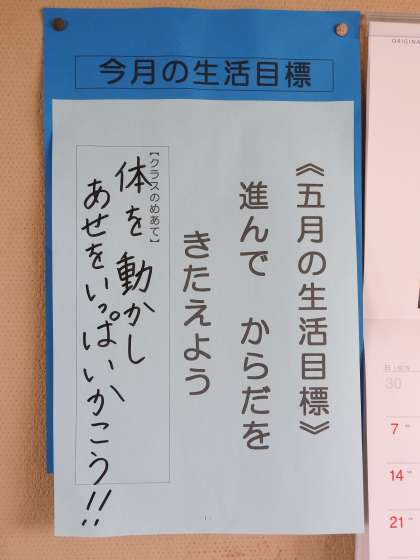 今月の生活目標
《五月の生活目標》
進んで からだを
きたえよう
【クラスのめあて】
体を動かし
あせをいっぱいかこう!!
ORIGINA
30
7
14
21